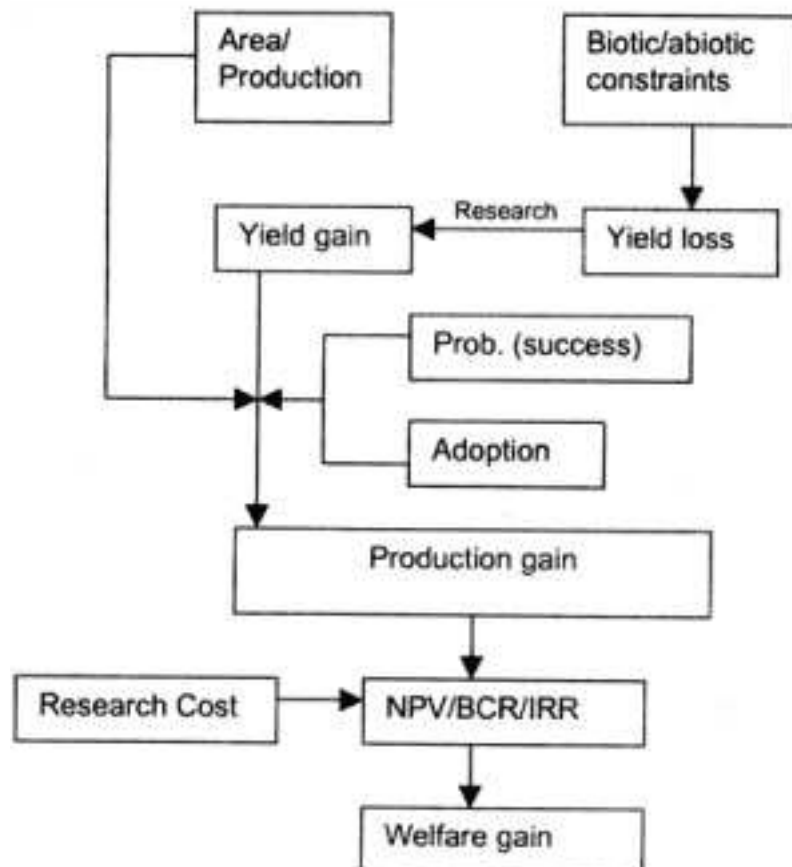 Area/
Production
Biotic/abiotic
constraints
Research
Yield gain
Yield loss
Prob. (success)
Adoption
Production gain
Research Cost
NPV/BCR/IRR
Welfare gain